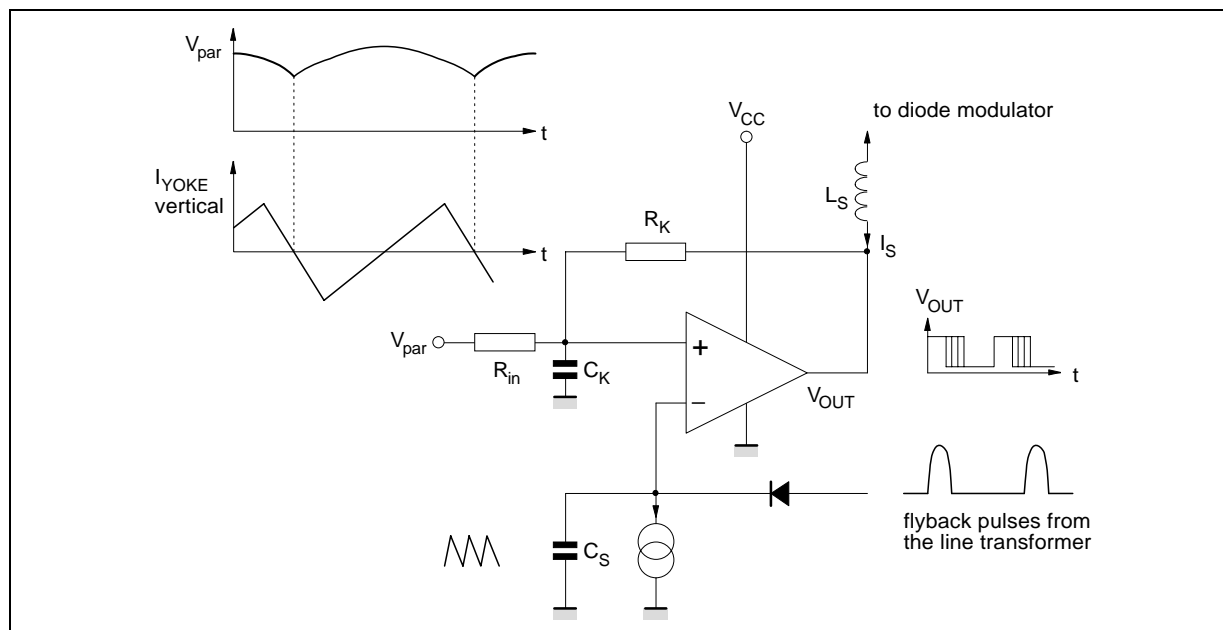 V_par
t
I_YOKE
vertical
t
V_CC
to diode modulator
L_S
R_K
I_S
V_OUT
t
V_par
R_in
C_K
+
−
V_OUT
C_S
flyback pulses from
the line transformer